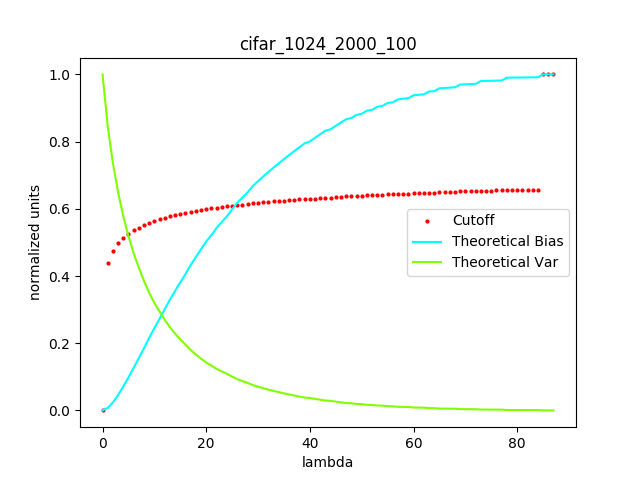 cifar_1024_2000_100
normalized units
1.0
0.8
0.6
0.4
0.2
0.0
Cutoff
Theoretical Bias
Theoretical Var
0
20
40
60
80
lambda